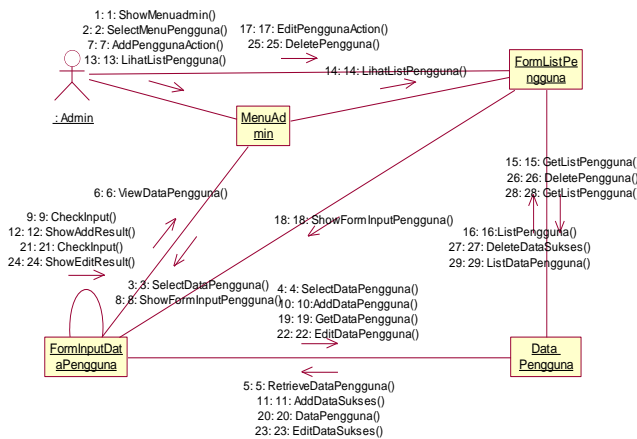 1: 1: ShowMenuadmin()
2: 2: SelectMenuPengguna()
7: 7: AddPenggunaAction()
13: 13: LihatListPengguna()
17: 17: EditPenggunaAction()
25: 25: DeletePengguna()
14: 14: LihatListPengguna()
FormListPe
ngguna
: Admin
MenuAd
min
15: 15: GetListPengguna()
26: 26: DeletePengguna()
28: 28: GetListPengguna()
6: 6: ViewDataPengguna()
9: 9: CheckInput()
12: 12: ShowAddResult()
21: 21: CheckInput()
24: 24: ShowEditResult()
18: 18: ShowFormInputPengguna()
16: 16:ListPengguna()
27: 27: DeleteDataSukses()
29: 29: ListDataPengguna()
3: 3: SelectDataPengguna()
8: 8: ShowFormInputPengguna()
4: 4: SelectDataPengguna()
10: 10: AddDataPengguna()
19: 19: GetDataPengguna()
22: 22: EditDataPengguna()
FormInputDat
aPengguna
Data
Pengguna
5: 5: RetrieveDataPengguna()
11: 11: AddDataSukses()
20: 20: DataPengguna()
23: 23: EditDataSukses()